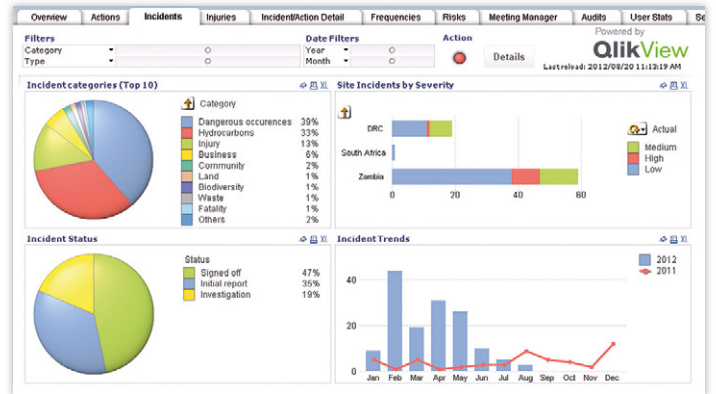 Overview Actions Incidents Injuries Incident/Action Detail Frequencies Risks Meeting Manager Audits User Stats Se
Filters Date Filters Action Powered by
Category Year QlikView
Type Month Details
Last reload: 2012/08/20 11:13:19 AM
Incident categories (Top 10) XL
Category
Dangerous occurences 39%
Hydrocarbons 33%
Injury 13%
Business 6%
Community 2%
Land 1%
Biodiversity 1%
Waste 1%
Fatality 1%
Others 2%
Site Incidents by Severity XL
DRC
South Africa
Zambia
0 20 40 60
Actual
Medium
High
Low
Incident Status XL
Status
Signed off 47%
Initial report 35%
Investigation 19%
Incident Trends XL
2012
2011
40
20
0
Jan Feb Mar Apr May Jun Jul Aug Sep Oct Nov Dec